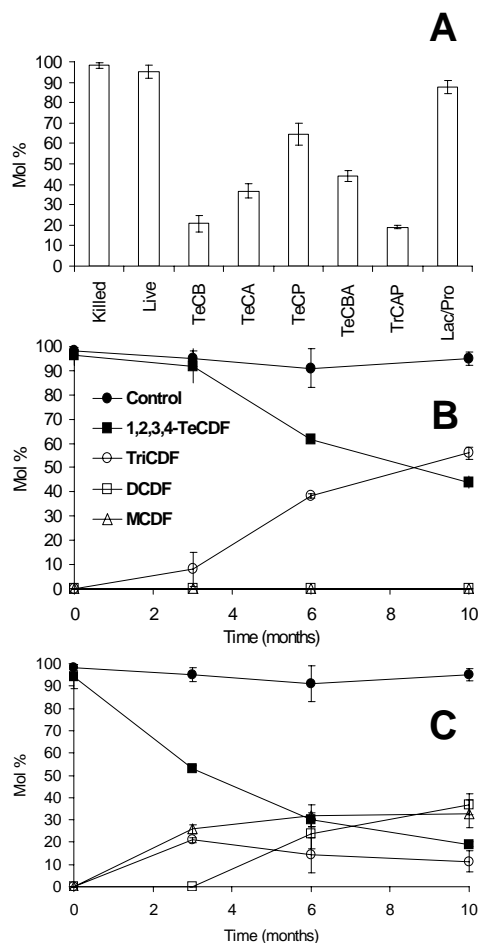 A
Mol %
100
90
80
70
60
50
40
30
20
10
0
Killed
Live
TeCB
TeCA
TeCP
TeCBA
TrCAP
Lac/Pro
B
Mol %
100
90
80
70
60
50
40
30
20
10
0
Control
1,2,3,4-TeCDF
TriCDF
DCDF
MCDF
0 2 4 6 8 10
Time (months)
C
Mol %
100
90
80
70
60
50
40
30
20
10
0
0 2 4 6 8 10
Time (months)